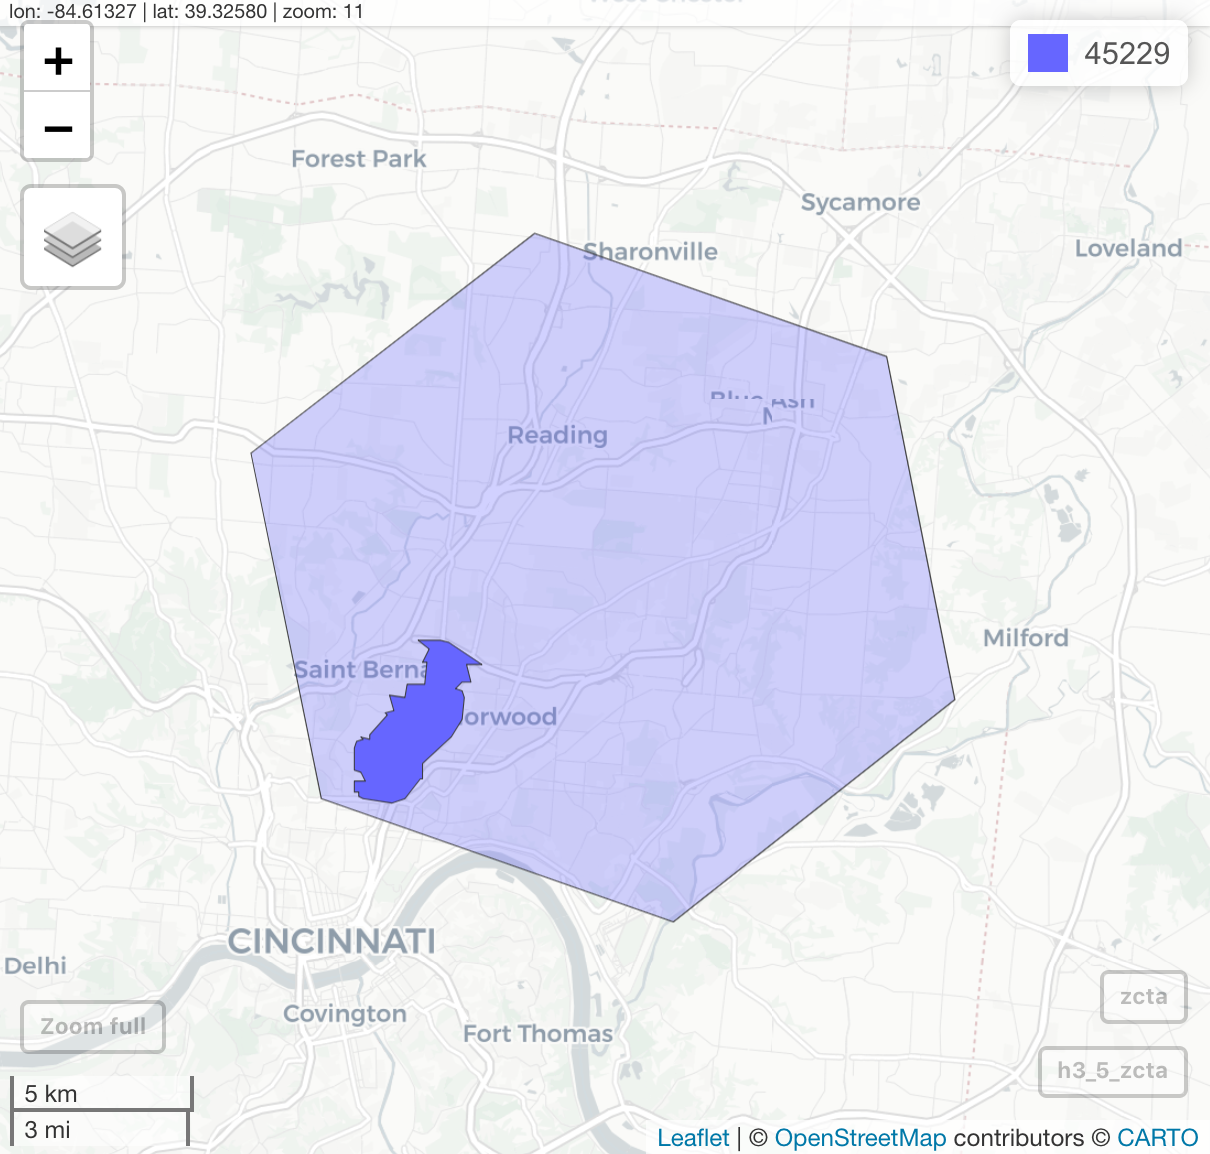 lon: -84.61327 | lat: 39.32580 | zoom: 11
+
45229
−
Forest Park
Sycamore
Sharonville
Loveland
Blue Ash
Reading
Milford
Saint Berna
orwood
CINCINNATI
Delhi
zcta
Covington
Zoom full
Fort Thomas
h3_5_zcta
5 km
3 mi
Leaflet | © OpenStreetMap contributors © CARTO